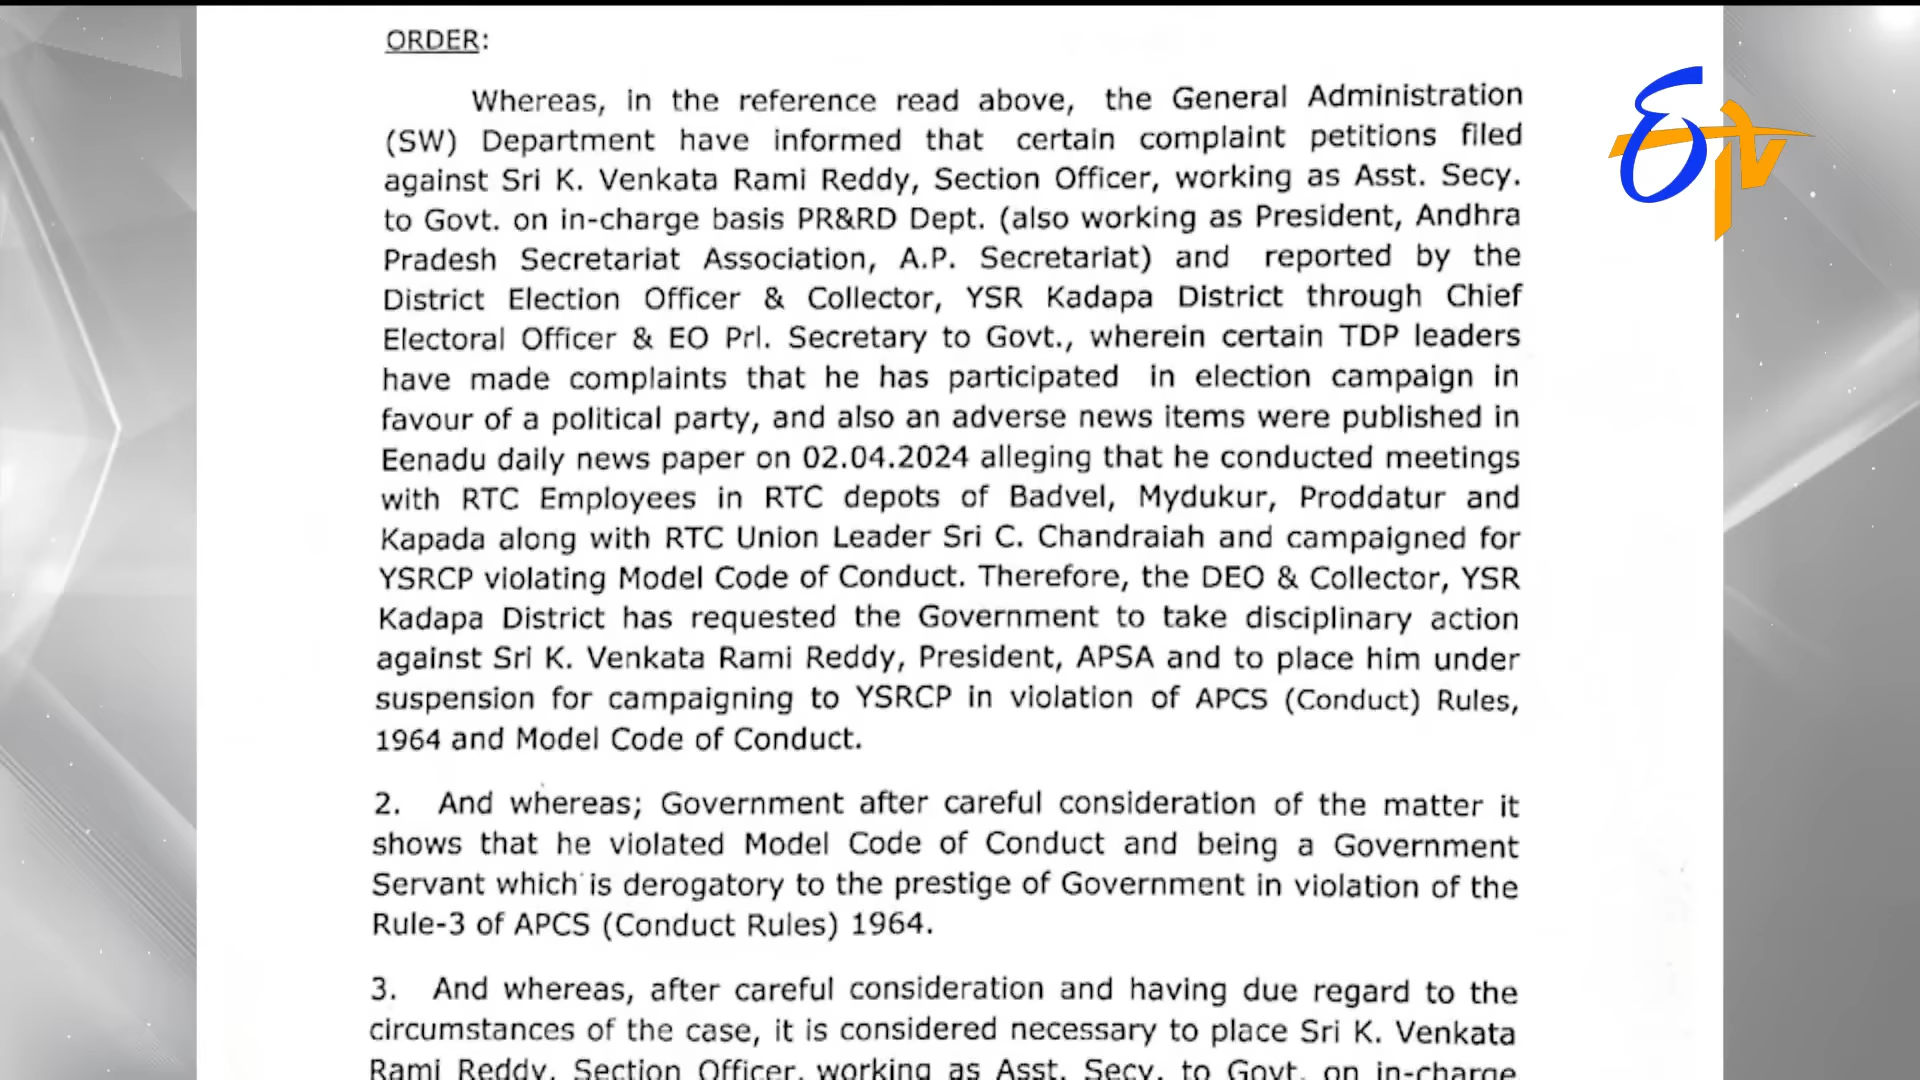 ORDER:
Whereas, in the reference read above, the General Administration
(SW) Department have informed that certain complaint petitions filed
against Sri K. Venkata Rami Reddy, Section Officer, working as Asst. Secy.
to Govt. on in-charge basis PR&RD Dept. (also working as President, Andhra
Pradesh Secretariat Association, A.P. Secretariat) and reported by the
District Election Officer & Collector, YSR Kadapa District through Chief
Electoral Officer & EO Prl. Secretary to Govt., wherein certain TDP leaders
have made complaints that he has participated in election campaign in
favour of a political party, and also an adverse news items were published in
Eenadu daily news paper on 02.04.2024 alleging that he conducted meetings
with RTC Employees in RTC depots of Badvel, Mydukur, Proddatur and
Kapada along with RTC Union Leader Sri C. Chandraiah and campaigned for
YSRCP violating Model Code of Conduct. Therefore, the DEO & Collector, YSR
Kadapa District has requested the Government to take disciplinary action
against Sri K. Venkata Rami Reddy, President, APSA and to place him under
suspension for campaigning to YSRCP in violation of APCS (Conduct) Rules,
1964 and Model Code of Conduct.
2. And whereas; Government after careful consideration of the matter it
shows that he violated Model Code of Conduct and being a Government
Servant which is derogatory to the prestige of Government in violation of the
Rule-3 of APCS (Conduct Rules) 1964.
3. And whereas, after careful consideration and having due regard to the
circumstances of the case, it is considered necessary to place Sri K. Venkata
Rami Reddy, Section Officer, working as Asst. Secy. to Govt. on in-charge
ETV